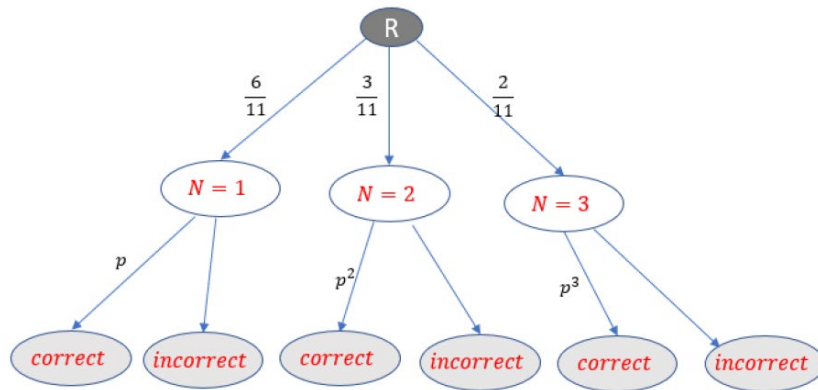 R
6/11 3/11 2/11
N = 1 N = 2 N = 3
p p² p³
correct incorrect correct incorrect correct incorrect